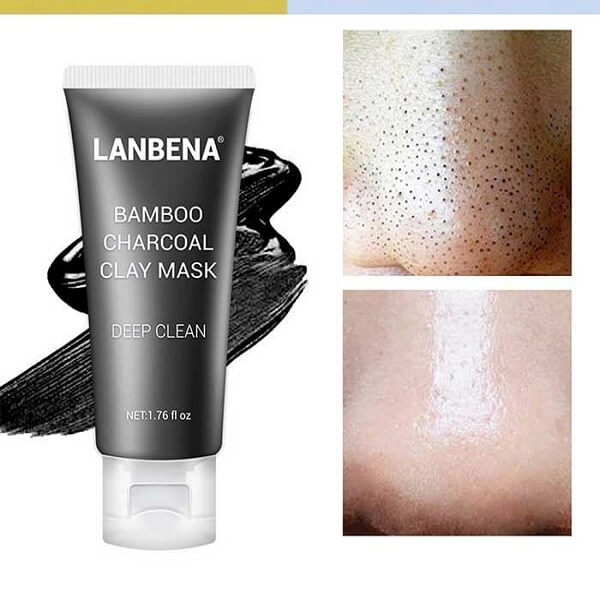 LANBENA®
BAMBOO
CHARCOAL
CLAY MASK
DEEP CLEAN
NET:1.76 fl oz